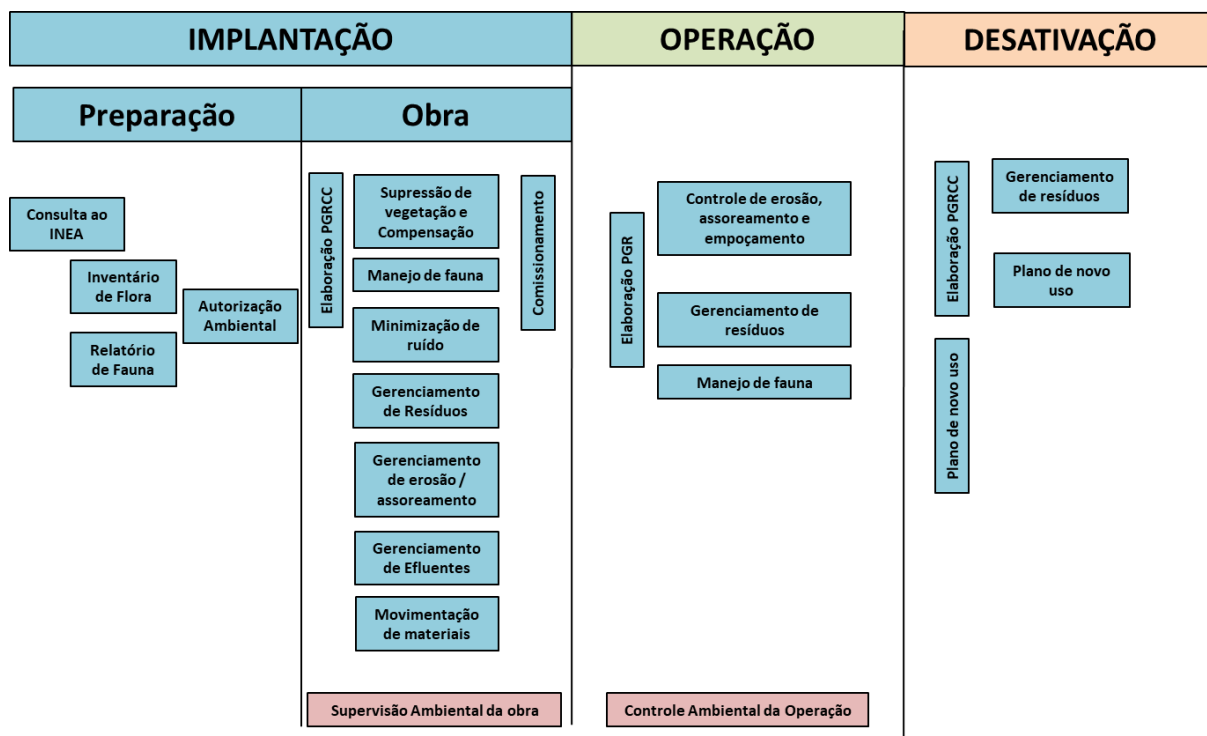 IMPLANTAÇÃO
OPERAÇÃO
DESATIVAÇÃO
Preparação
Obra
Consulta ao
INEA
Inventário
de Flora
Relatório
de Fauna
Autorização
Ambiental
Elaboração PGRCC
Supressão de
vegetação e
Compensação
Manejo de fauna
Minimização de
ruído
Gerenciamento
de Resíduos
Gerenciamento
de erosão /
assoreamento
Gerenciamento
de Efluentes
Movimentação
de materiais
Comissionamento
Supervisão Ambiental da obra
Elaboração PGR
Controle de erosão,
assoreamento e
empoçamento
Gerenciamento de
resíduos
Manejo de fauna
Controle Ambiental da Operação
Elaboração PGRCC
Gerenciamento
de resíduos
Plano de novo
uso
Plano de novo uso